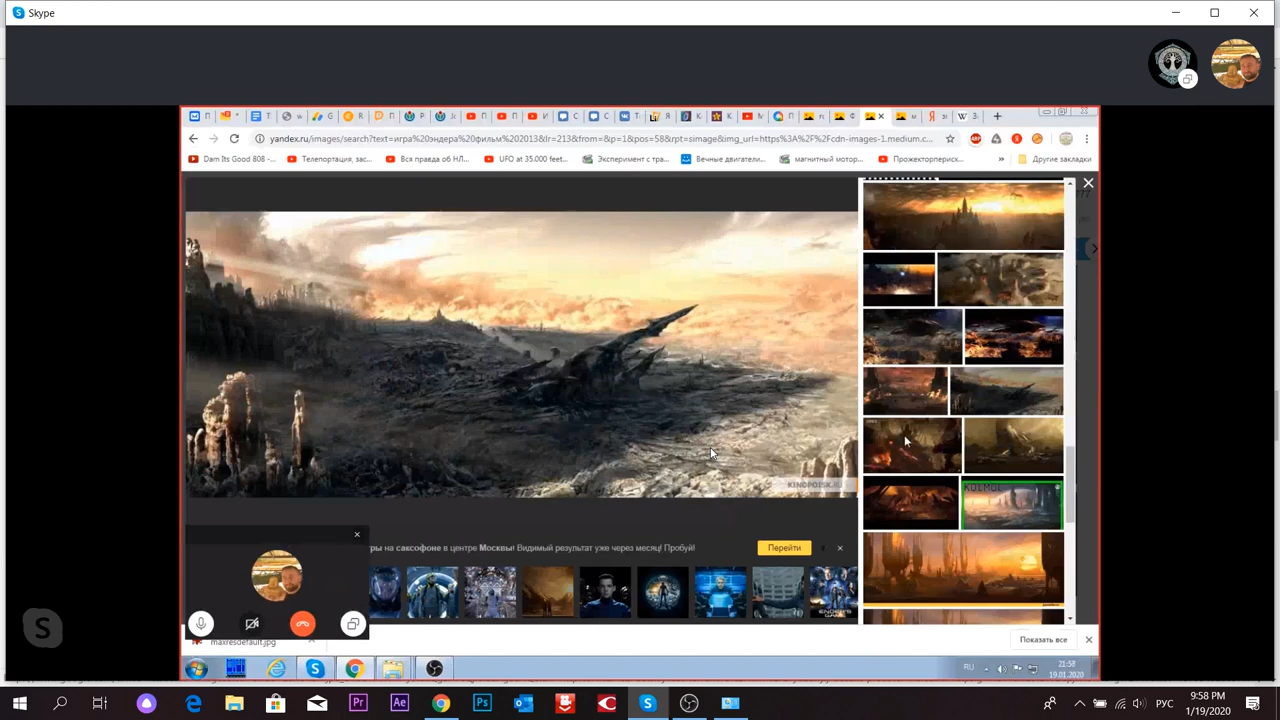 Skype
yandex.ru/images/search?text=игра%20эндера%20фильм%202013&lr=213&from=&p=1&pos=58&rpt=simage&img_url=https%3A%2F%2Fcdn-images-1.medium.c...
Dam Its Good 808 -...
Телепортация, зас...
Вся правда об НЛ...
UFO at 35.000 feet...
Эксперимент с тра...
Вечные двигатели...
магнитный мотор...
Прожекторперисх...
»
Другие закладки
KINOPOISK.RU
на саксофоне в центре Москвы! Видимый результат уже через месяц! Пробуй!
Перейти
ENDER'S
GAME
maxresdefault.jpg
Показать все
RU
21:58
19.01.2020
S
РУС
9:58 PM
1/19/2020